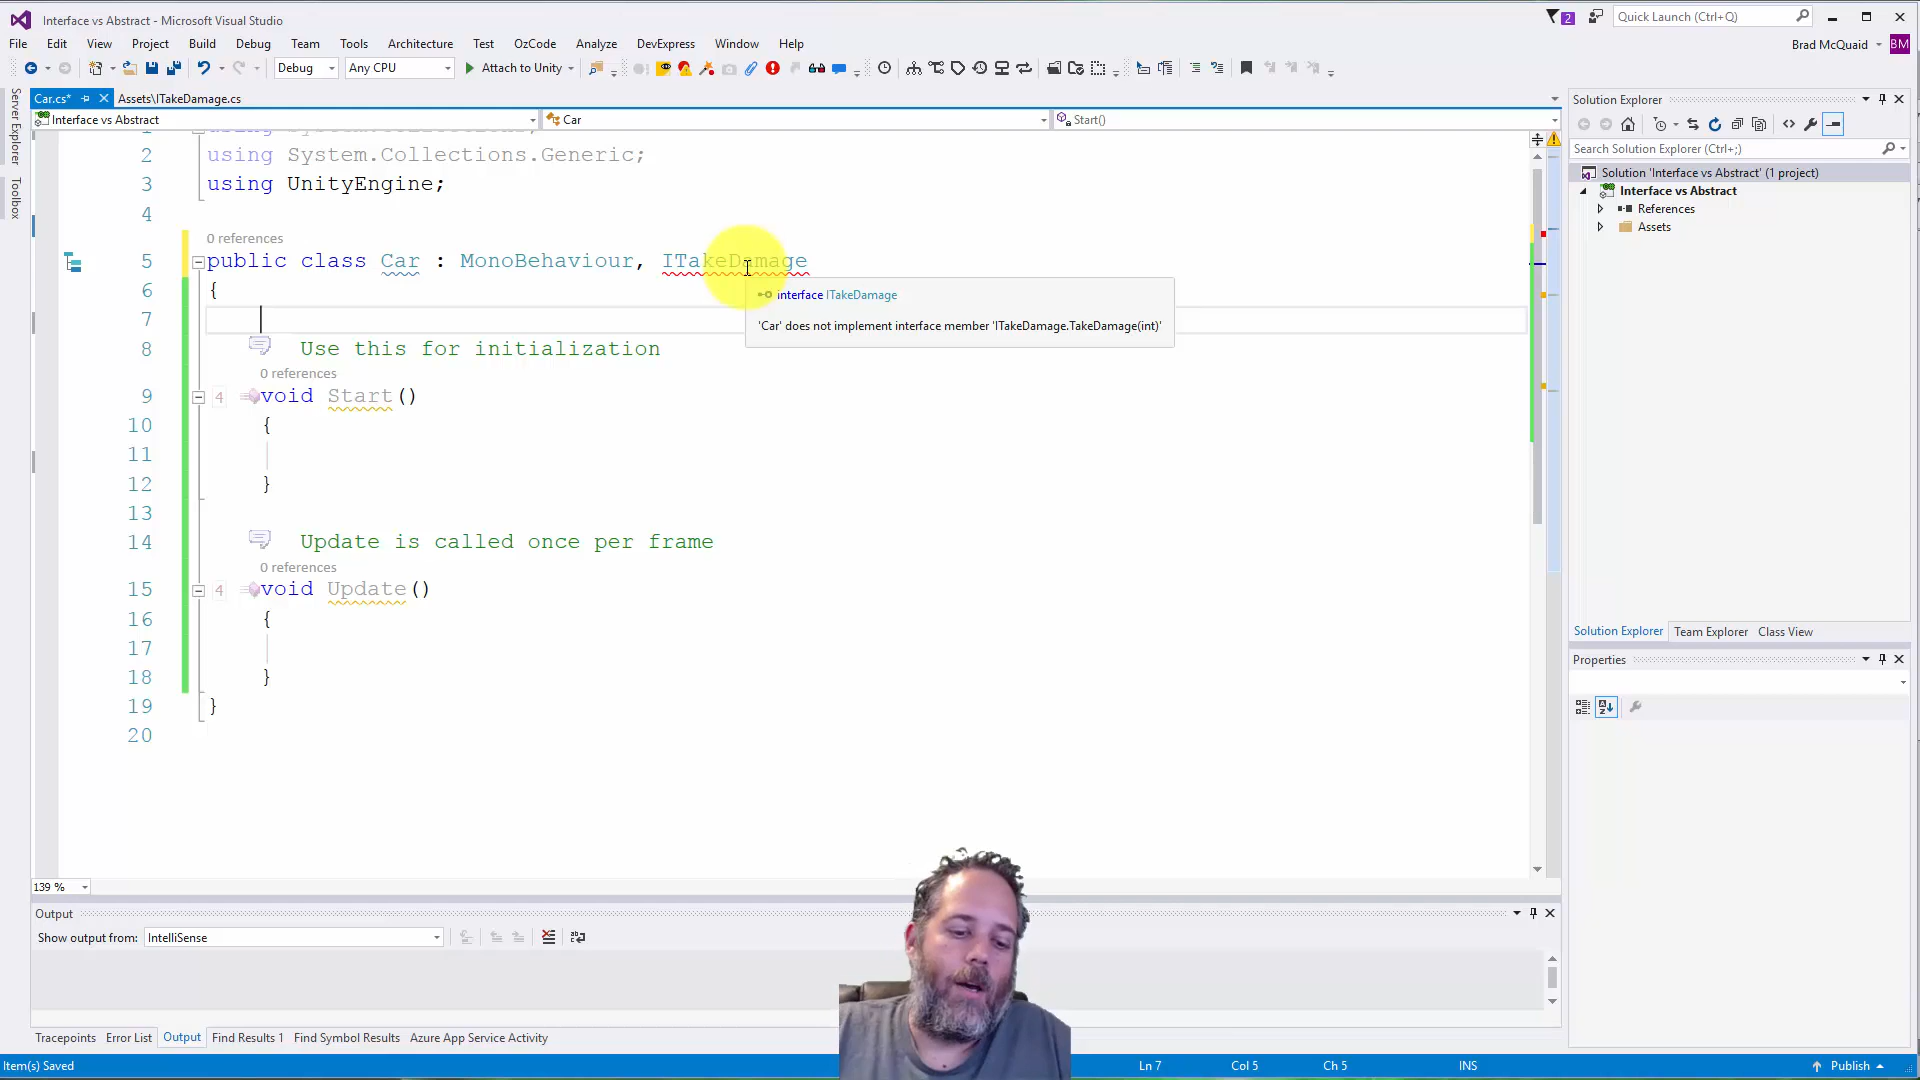 Interface vs Abstract - Microsoft Visual Studio
2
Quick Launch (Ctrl+Q)
File Edit View Project Build Debug Team Tools Architecture Test OzCode Analyze DevExpress Window Help
Brad McQuaid BM
Debug Any CPU Attach to Unity
Car.cs* Assets\ITakeDamage.cs
Interface vs Abstract Car Start()
Server Explorer
Toolbox
2 using System.Collections.Generic;
3 using UnityEngine;
4
0 references
5 public class Car : MonoBehaviour, ITakeDamage
6 {
interface ITakeDamage
7
'Car' does not implement interface member 'ITakeDamage.TakeDamage(int)'
8 Use this for initialization
0 references
9 4 void Start()
10 {
11
12 }
13
14 Update is called once per frame
0 references
15 4 void Update()
16 {
17
18 }
19 }
20
139 %
Output
Show output from: IntelliSense
Tracepoints Error List Output Find Results 1 Find Symbol Results Azure App Service Activity
Item(s) Saved Ln 7 Col 5 Ch 5 INS Publish
Solution Explorer
Search Solution Explorer (Ctrl+;)
Solution 'Interface vs Abstract' (1 project)
Interface vs Abstract
References
Assets
Solution Explorer Team Explorer Class View
Properties